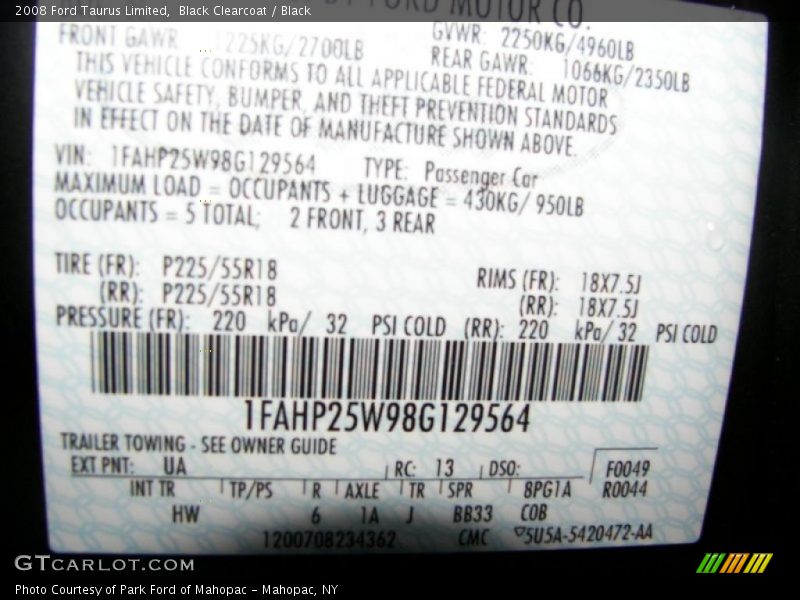 2008 Ford Taurus Limited, Black Clearcoat / Black
FORD MOTOR CO.
FRONT GAWR 1225KG/2700LB GVWR: 2250KG/4960LB
REAR GAWR: 1066KG/2350LB
THIS VEHICLE CONFORMS TO ALL APPLICABLE FEDERAL MOTOR
VEHICLE SAFETY, BUMPER, AND THEFT PREVENTION STANDARDS
IN EFFECT ON THE DATE OF MANUFACTURE SHOWN ABOVE.
VIN: 1FAHP25W98G129564 TYPE: Passenger Car
MAXIMUM LOAD = OCCUPANTS + LUGGAGE = 430KG/ 950LB
OCCUPANTS = 5 TOTAL; 2 FRONT, 3 REAR
TIRE (FR): P225/55R18 RIMS (FR): 18X7.5J
(RR): P225/55R18 (RR): 18X7.5J
PRESSURE (FR): 220 kPa/ 32 PSI COLD (RR): 220 kPa/ 32 PSI COLD
1FAHP25W98G129564
TRAILER TOWING - SEE OWNER GUIDE
EXT PNT: UA RC: 13 DSO: F0049
INT TR TP/PS R AXLE TR SPR 8PG1A R0044
HW 6 1A J BB33 COB
1200708234362 CMC 5U5A-5420472-AA
GTCARLOT.COM
Photo Courtesy of Park Ford of Mahopac - Mahopac, NY